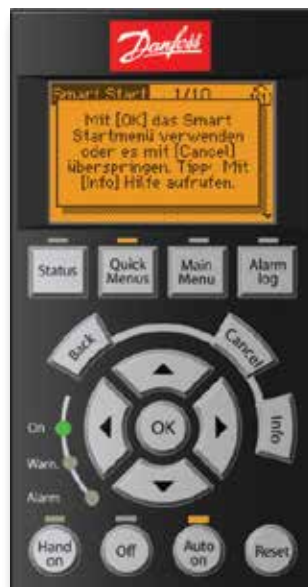 Danfoss
Smart Start 1/10
Mit [OK] das Smart
Startmenü verwenden
oder es mit [Cancel]
überspringen. Tipp: Mit
[Info] Hilfe aufrufen.
Status
Quick
Menus
Main
Menu
Alarm
log
Back
Cancel
Info
OK
On
Warn.
Alarm
Hand
on
Off
Auto
on
Reset